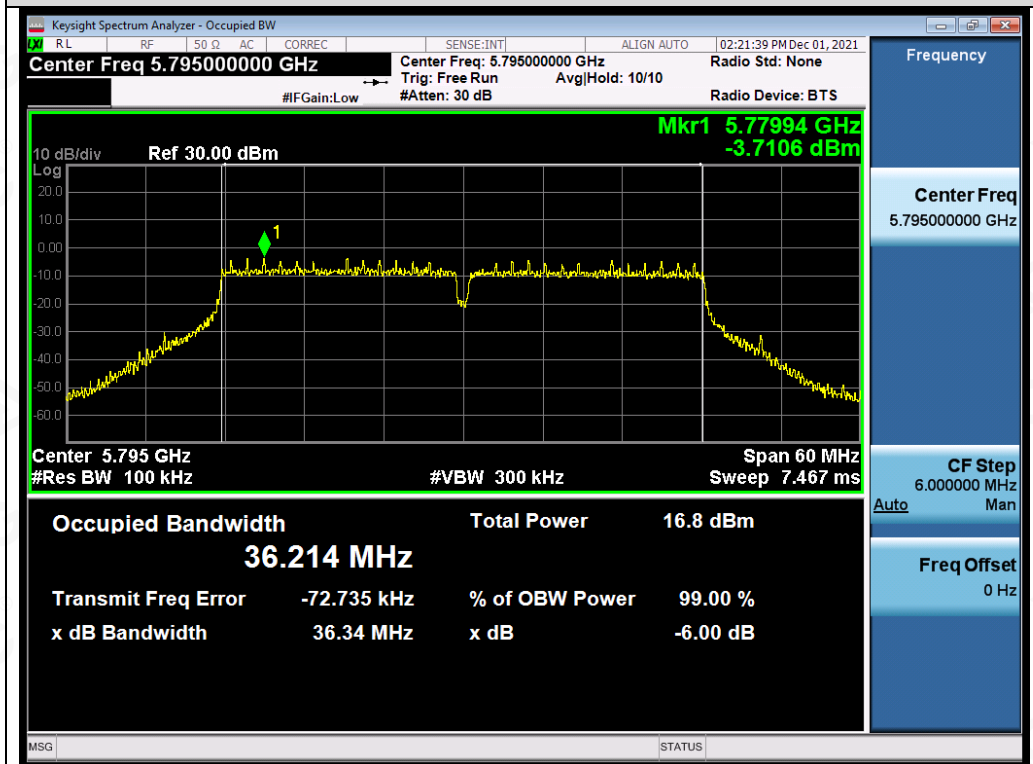 Keysight Spectrum Analyzer - Occupied BW
LXI RL RF 50 Ω AC CORREC SENSE:INT ALIGN AUTO 02:21:39 PM Dec 01, 2021
Center Freq 5.795000000 GHz
Center Freq: 5.795000000 GHz Radio Std: None
Trig: Free Run Avg|Hold: 10/10
#IFGain:Low #Atten: 30 dB Radio Device: BTS
Mkr1 5.77994 GHz
-3.7106 dBm
10 dB/div Ref 30.00 dBm
Log
20.0
10.0
0.00
-10.0
-20.0
-30.0
-40.0
-50.0
-60.0
1
Center 5.795 GHz Span 60 MHz
#Res BW 100 kHz #VBW 300 kHz Sweep 7.467 ms
Occupied Bandwidth Total Power 16.8 dBm
36.214 MHz
Transmit Freq Error -72.735 kHz % of OBW Power 99.00 %
x dB Bandwidth 36.34 MHz x dB -6.00 dB
Frequency
Center Freq
5.795000000 GHz
CF Step
6.000000 MHz
Auto Man
Freq Offset
0 Hz
MSG STATUS